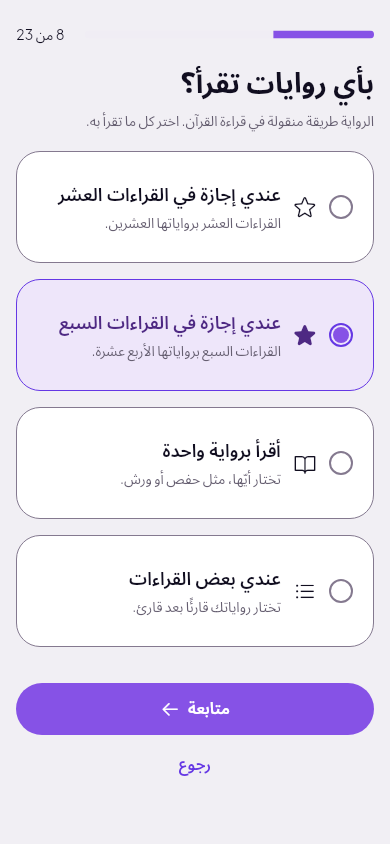 8 من 23
بأي روايات تقرأ؟
الرواية طريقة منقولة في قراءة القرآن. اختر كل ما تقرأ به.
عندي إجازة في القراءات العشر
القراءات العشر برواياتها العشرين.
عندي إجازة في القراءات السبع
القراءات السبع برواياتها الأربع عشرة.
أقرأ برواية واحدة
تختار أيّها، مثل حفص أو ورش.
عندي بعض القراءات
تختار رواياتك قارئًا بعد قارئ.
متابعة
رجوع